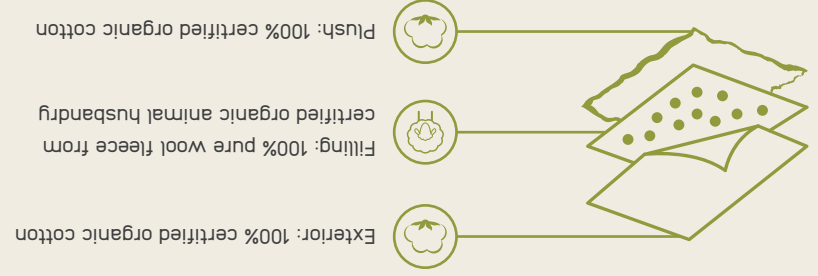 Exterior: 100% certified organic cotton
Filling: 100% pure wool fleece from
certified organic animal husbandry
Plush: 100% certified organic cotton